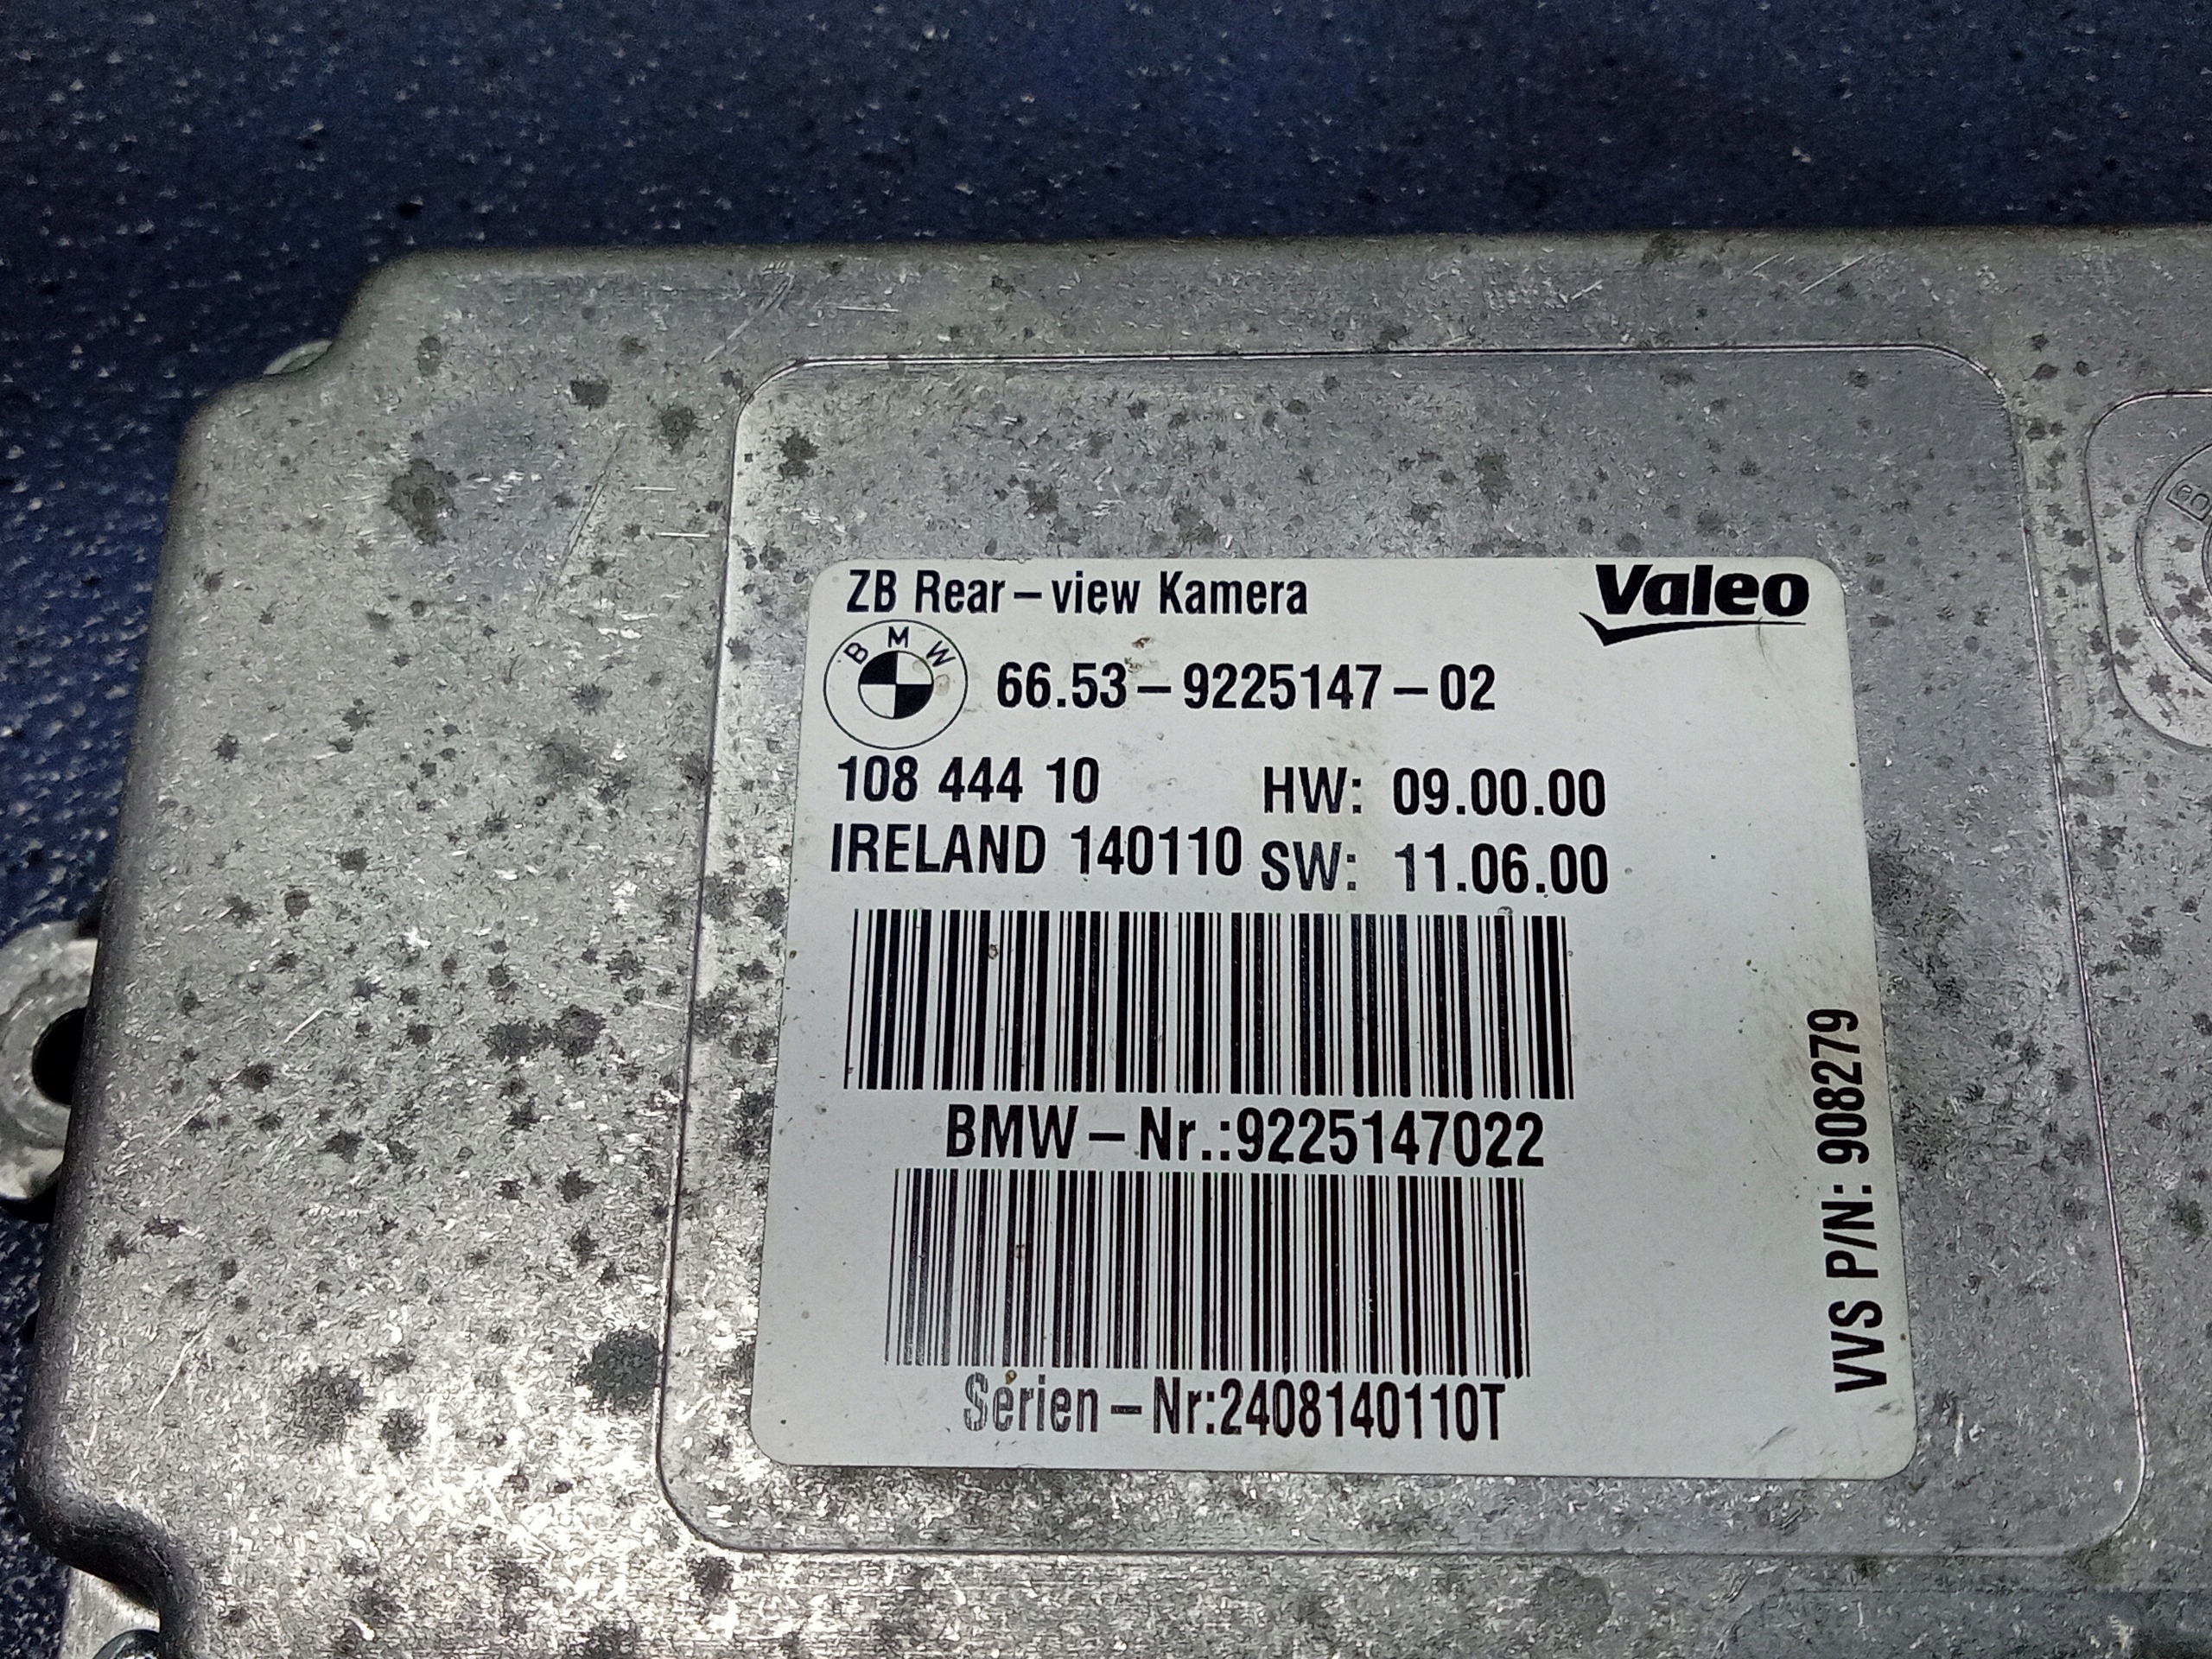 ZB Rear-view Kamera
Valeo
BMW
66.53-9225147-02
108 444 10
HW: 09.00.00
IRELAND 140110
SW: 11.06.00
BMW-Nr.:9225147022
Serien-Nr:2408140110T
VVS P/N: 908279